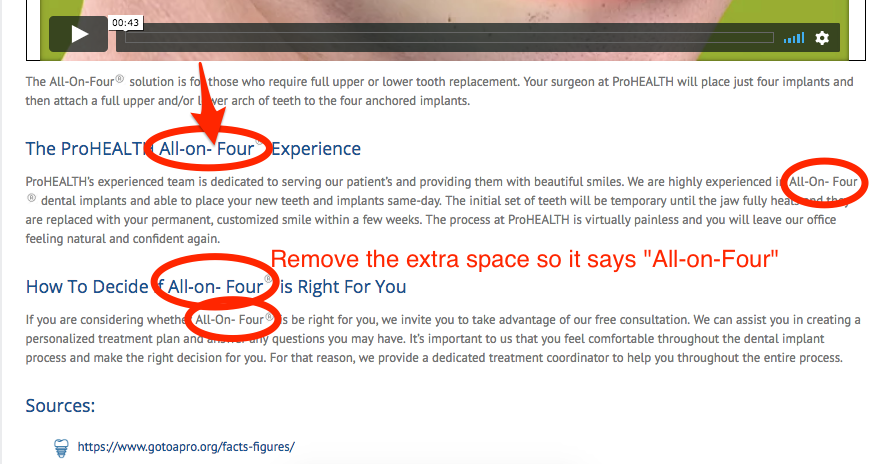 00:43
The All-On-Four® solution is for those who require full upper or lower tooth replacement. Your surgeon at ProHEALTH will place just four implants and
then attach a full upper and/or lower arch of teeth to the four anchored implants.
The ProHEALTH All-on- Four® Experience
ProHEALTH's experienced team is dedicated to serving our patient's and providing them with beautiful smiles. We are highly experienced in All-On- Four
® dental implants and able to place your new teeth and implants same-day. The initial set of teeth will be temporary until the jaw fully heals and they
are replaced with your permanent, customized smile within a few weeks. The process at ProHEALTH is virtually painless and you will leave our office
feeling natural and confident again.
Remove the extra space so it says "All-on-Four"
How To Decide if All-on- Four® is Right For You
If you are considering whether All-On- Four® is be right for you, we invite you to take advantage of our free consultation. We can assist you in creating a
personalized treatment plan and answer any questions you may have. It's important to us that you feel comfortable throughout the dental implant
process and make the right decision for you. For that reason, we provide a dedicated treatment coordinator to help you throughout the entire process.
Sources:
https://www.gotoapro.org/facts-figures/